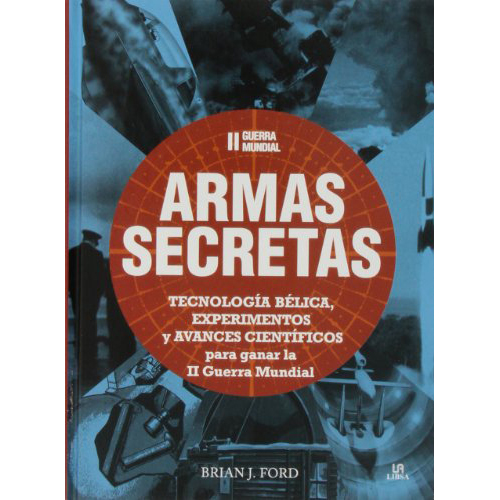 II GUERRA
MUNDIAL
ARMAS
SECRETAS
TECNOLOGÍA BÉLICA,
EXPERIMENTOS
y AVANCES CIENTÍFICOS
para ganar la
II Guerra Mundial
BRIAN J. FORD
LIBSA